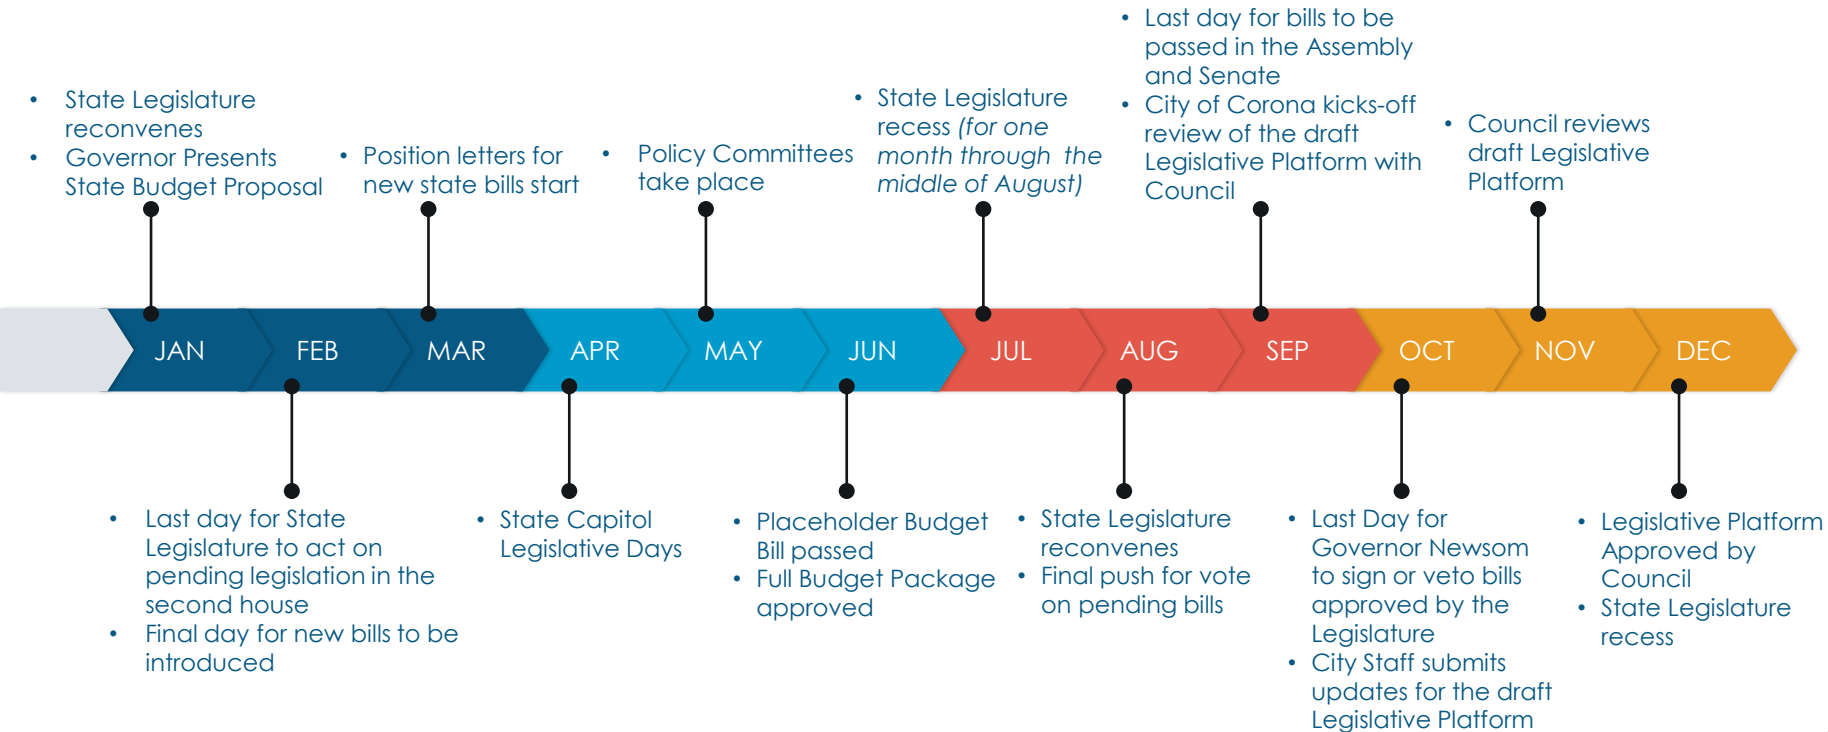 • State Legislature
reconvenes
• Governor Presents
State Budget Proposal
• Position letters for
new state bills start
• Policy Committees
take place
• State Legislature
recess (for one
month through the
middle of August)
• Last day for bills to be
passed in the Assembly
and Senate
• City of Corona kicks-off
review of the draft
Legislative Platform with
Council
• Council reviews
draft Legislative
Platform
JAN
FEB
MAR
APR
MAY
JUN
JUL
AUG
SEP
OCT
NOV
DEC
• Last day for State
Legislature to act on
pending legislation in the
second house
• Final day for new bills to be
introduced
• State Capitol
Legislative Days
• Placeholder Budget
Bill passed
• Full Budget Package
approved
• State Legislature
reconvenes
• Final push for vote
on pending bills
• Last Day for
Governor Newsom
to sign or veto bills
approved by the
Legislature
• City Staff submits
updates for the draft
Legislative Platform
• Legislative Platform
Approved by
Council
• State Legislature
recess